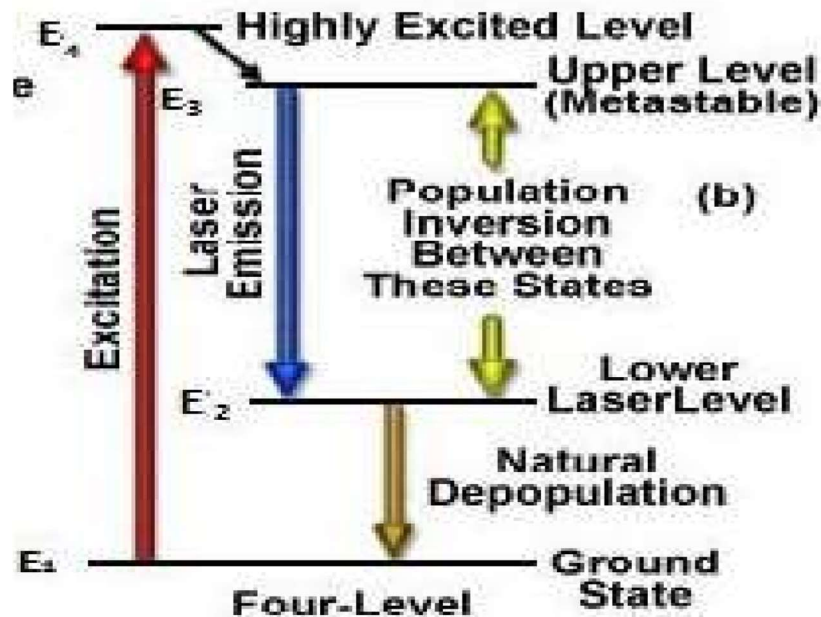 E4
Highly Excited Level
e
E3
Upper Level
(Metastable)
Excitation
Laser
Emission
Population
Inversion
Between
These States
(b)
E2
Lower
LaserLevel
Natural
Depopulation
E1
Ground
State
Four-Level